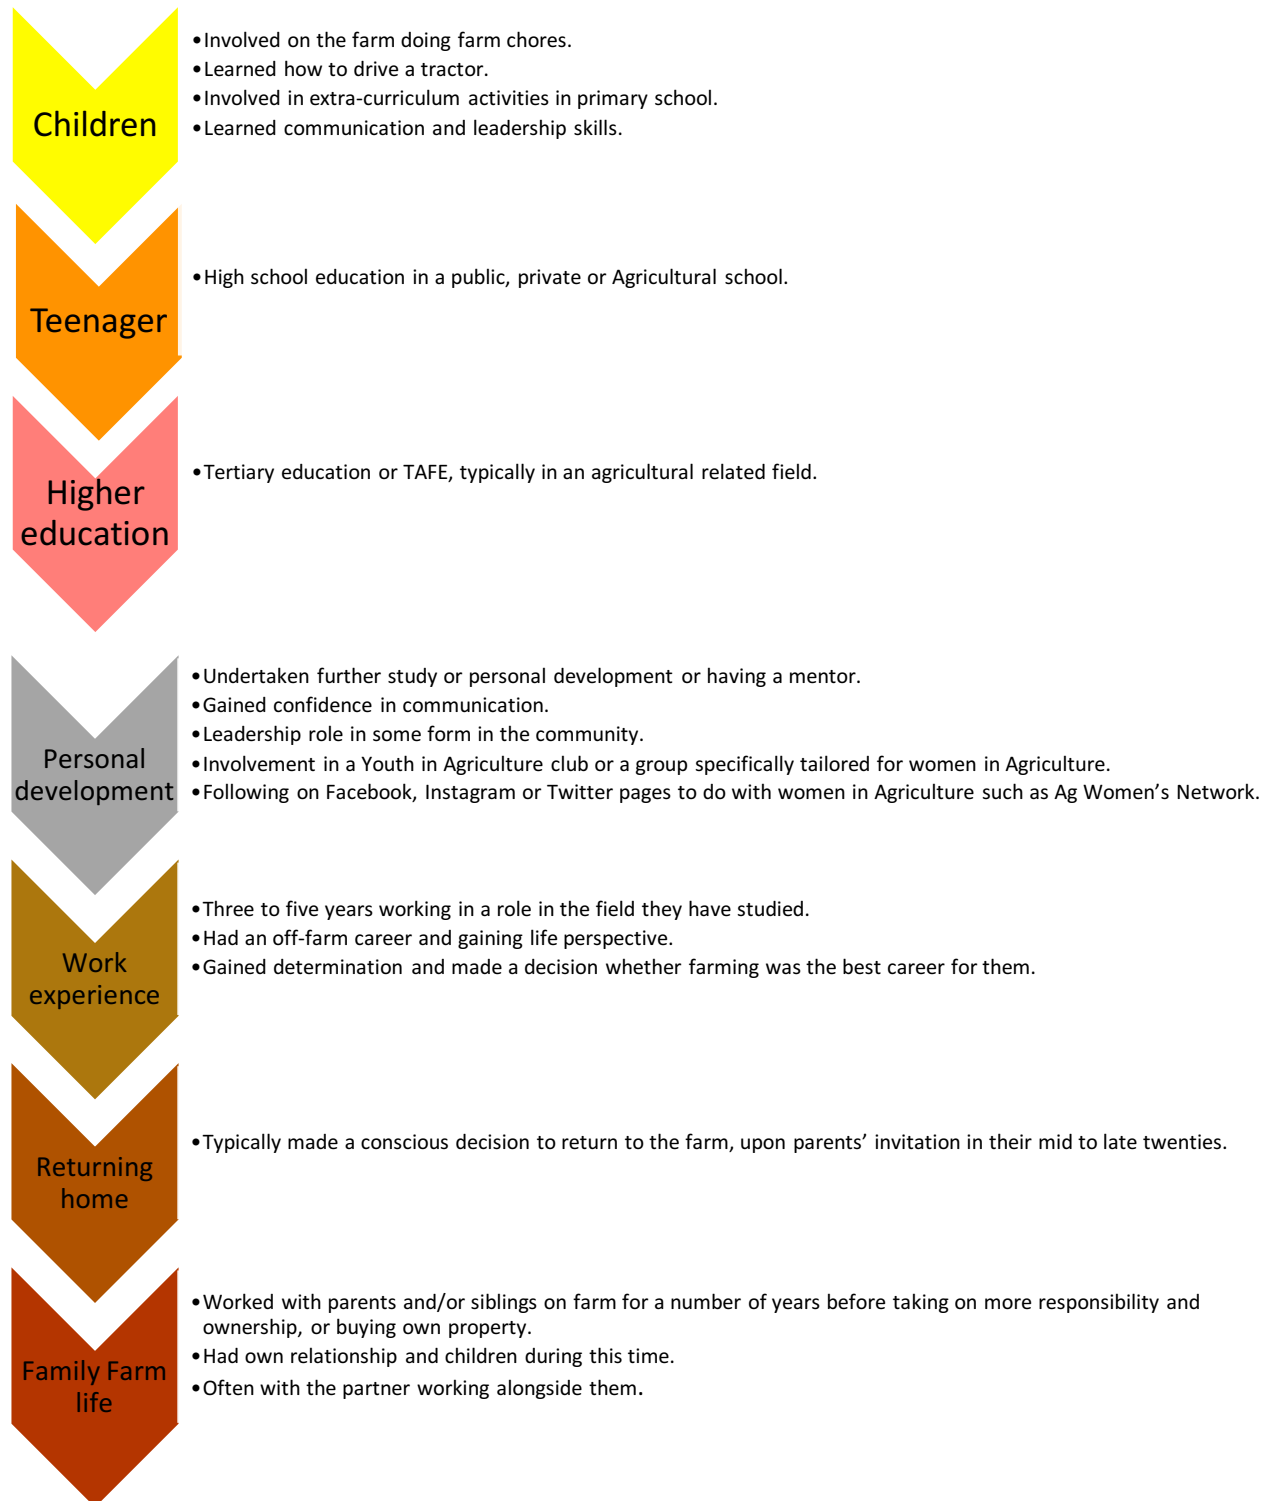 Children
•Involved on the farm doing farm chores.
•Learned how to drive a tractor.
•Involved in extra-curriculum activities in primary school.
•Learned communication and leadership skills.
Teenager
•High school education in a public, private or Agricultural school.
Higher
education
•Tertiary education or TAFE, typically in an agricultural related field.
Personal
development
•Undertaken further study or personal development or having a mentor.
•Gained confidence in communication.
•Leadership role in some form in the community.
•Involvement in a Youth in Agriculture club or a group specifically tailored for women in Agriculture.
•Following on Facebook, Instagram or Twitter pages to do with women in Agriculture such as Ag Women’s Network.
Work
experience
•Three to five years working in a role in the field they have studied.
•Had an off-farm career and gaining life perspective.
•Gained determination and made a decision whether farming was the best career for them.
Returning
home
•Typically made a conscious decision to return to the farm, upon parents’ invitation in their mid to late twenties.
Family Farm
life
•Worked with parents and/or siblings on farm for a number of years before taking on more responsibility and
ownership, or buying own property.
•Had own relationship and children during this time.
•Often with the partner working alongside them.